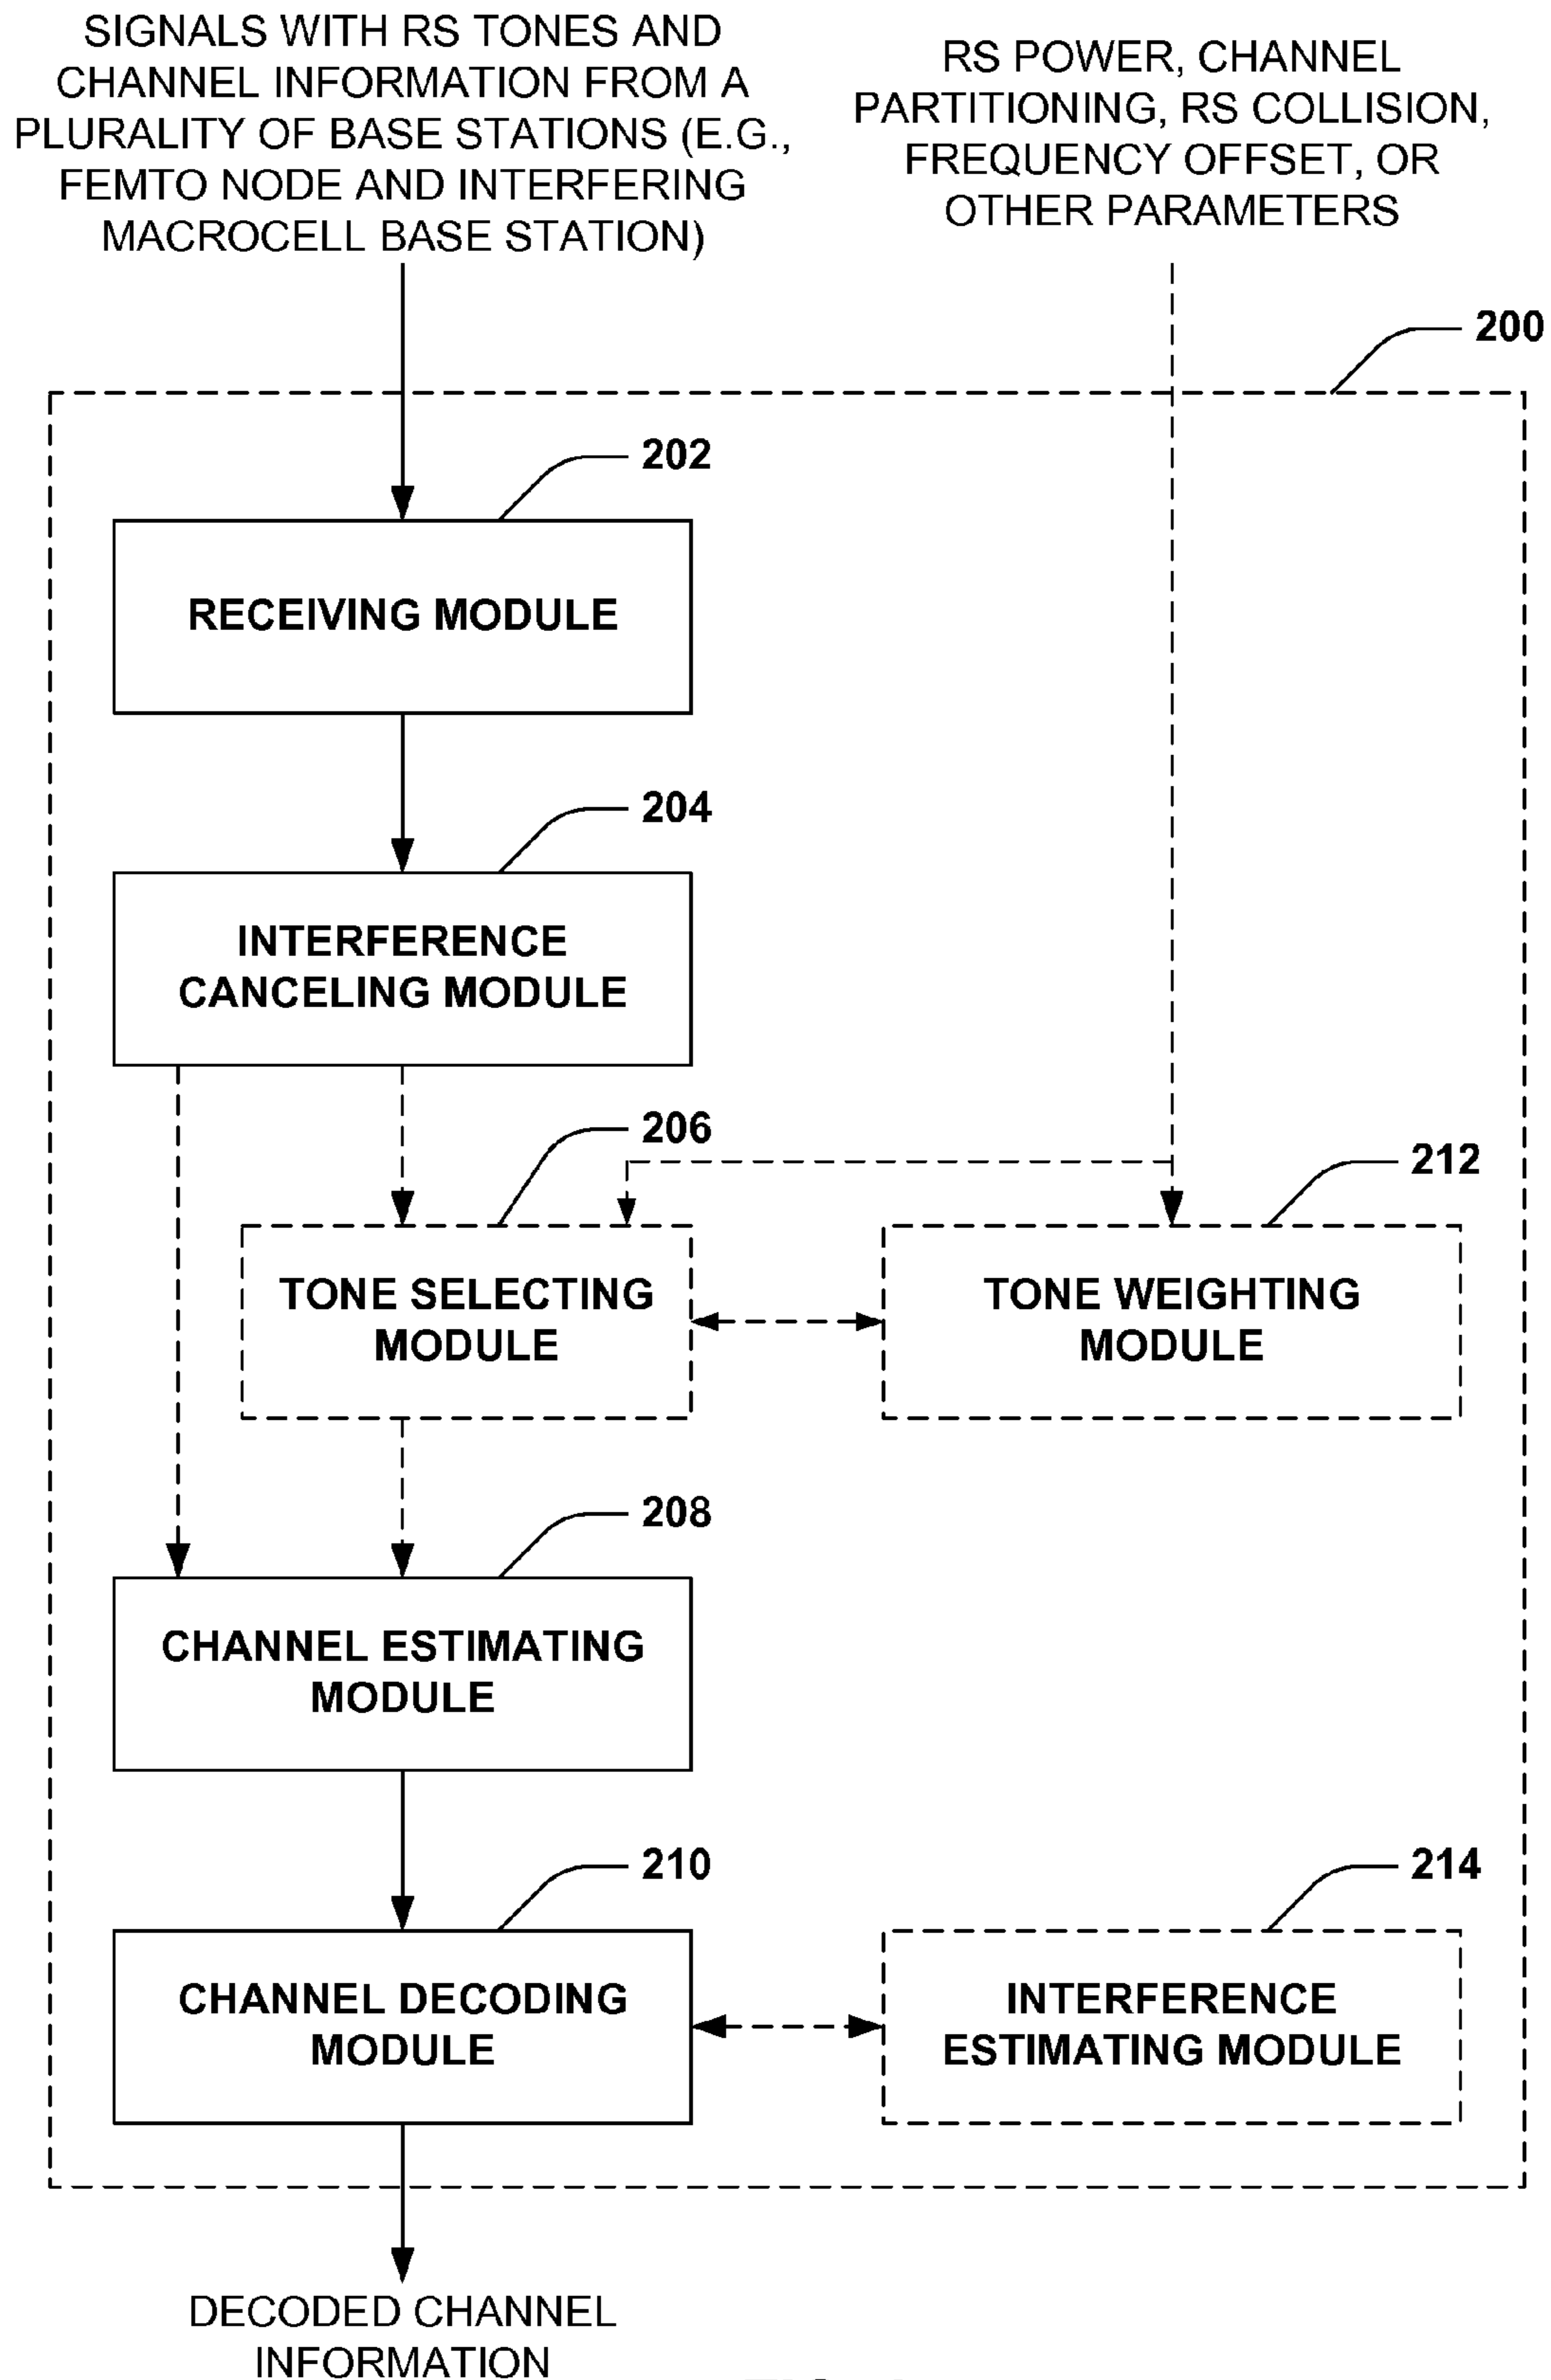 SIGNALS WITH RS TONES AND
CHANNEL INFORMATION FROM A
PLURALITY OF BASE STATIONS (E.G.,
FEMTO NODE AND INTERFERING
MACROCELL BASE STATION)
RS POWER, CHANNEL
PARTITIONING, RS COLLISION,
FREQUENCY OFFSET, OR
OTHER PARAMETERS
200
202
RECEIVING MODULE
204
INTERFERENCE
CANCELING MODULE
206
212
TONE SELECTING
MODULE
TONE WEIGHTING
MODULE
208
CHANNEL ESTIMATING
MODULE
210
214
CHANNEL DECODING
MODULE
INTERFERENCE
ESTIMATING MODULE
DECODED CHANNEL
INFORMATION